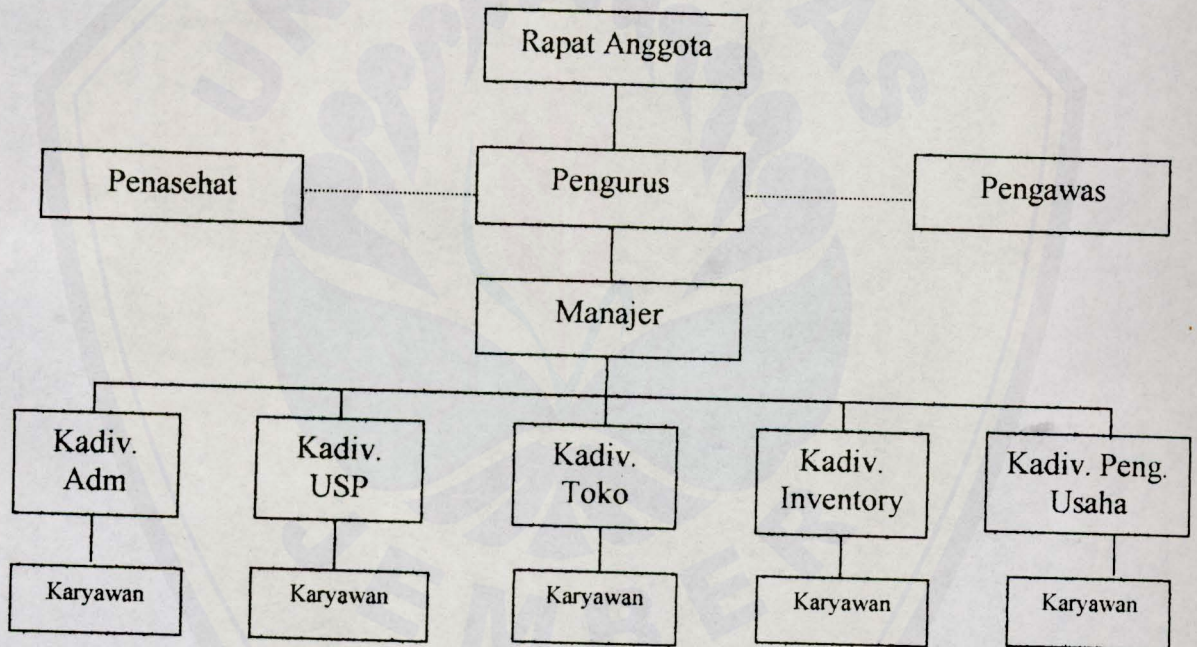 Rapat Anggota
Penasehat
Pengurus
Pengawas
Manajer
Kadiv.
Adm
Kadiv.
USP
Kadiv.
Toko
Kadiv.
Inventory
Kadiv. Peng.
Usaha
Karyawan
Karyawan
Karyawan
Karyawan
Karyawan